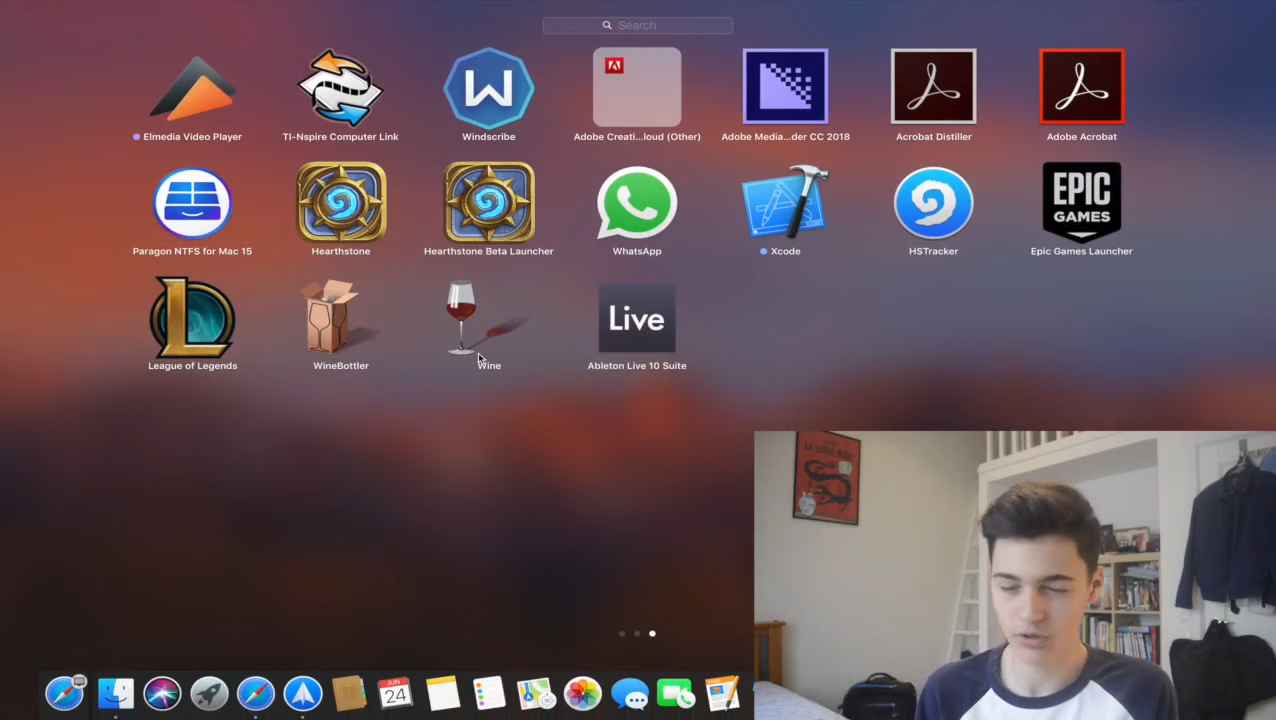 Search
Elmedia Video Player
TI-Nspire Computer Link
W
Windscribe
Adobe Creati...loud (Other)
Adobe Media...der CC 2018
Acrobat Distiller
Adobe Acrobat
Paragon NTFS for Mac 15
Hearthstone
Hearthstone Beta Launcher
WhatsApp
Xcode
HSTracker
EPIC
GAMES
Epic Games Launcher
League of Legends
WineBottler
Wine
Live
Ableton Live 10 Suite
JUN
24